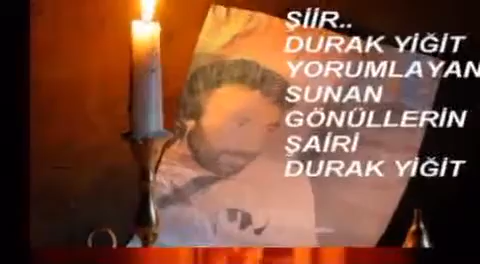 ŞİİR..
DURAK YİĞİT
YORUMLAYAN
SUNAN
GÖNÜLLERİN
ŞAİRİ
DURAK YİĞİT